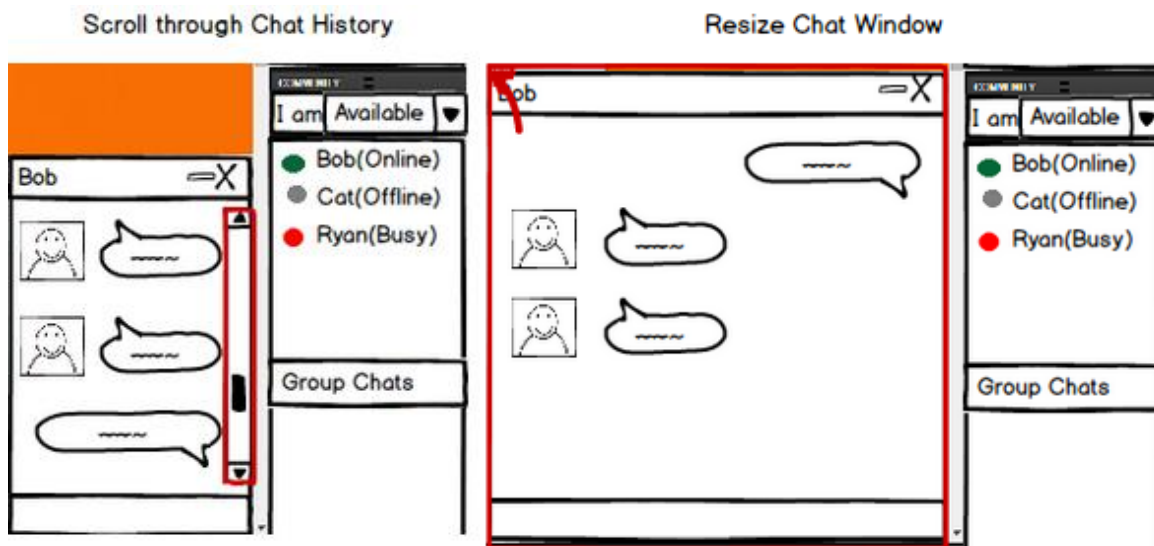 Scroll through Chat History
Resize Chat Window
COMMUNITY
I am Available
Bob
Bob(Online)
Cat(Offline)
Ryan(Busy)
Group Chats
COMMUNITY
Bob
I am Available
Bob(Online)
Cat(Offline)
Ryan(Busy)
Group Chats